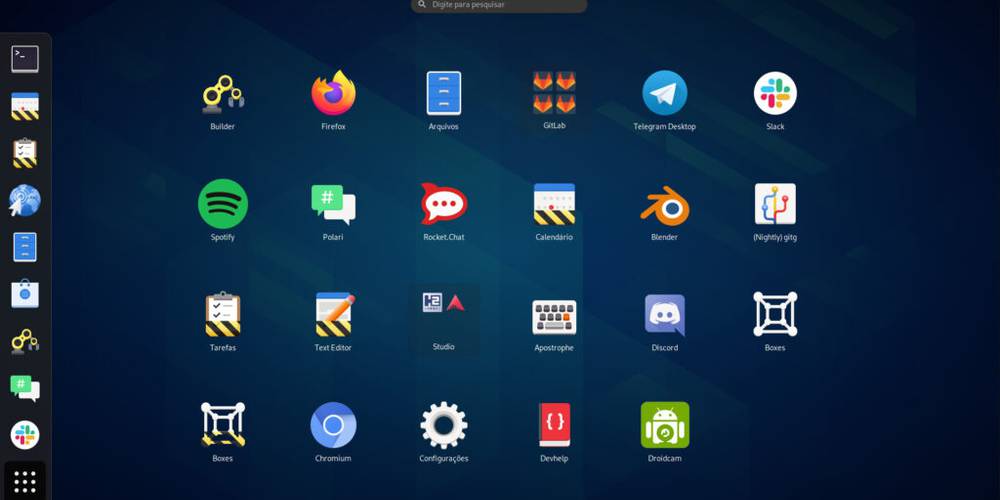 Digite para pesquisar
Builder
Firefox
Arquivos
GitLab
Telegram Desktop
Slack
Spotify
Polari
Rocket.Chat
Calendário
Blender
(Nightly) gitg
Tarefas
Text Editor
Studio
Apostrophe
Discord
Boxes
Boxes
Chromium
Configurações
Devhelp
Droidcam